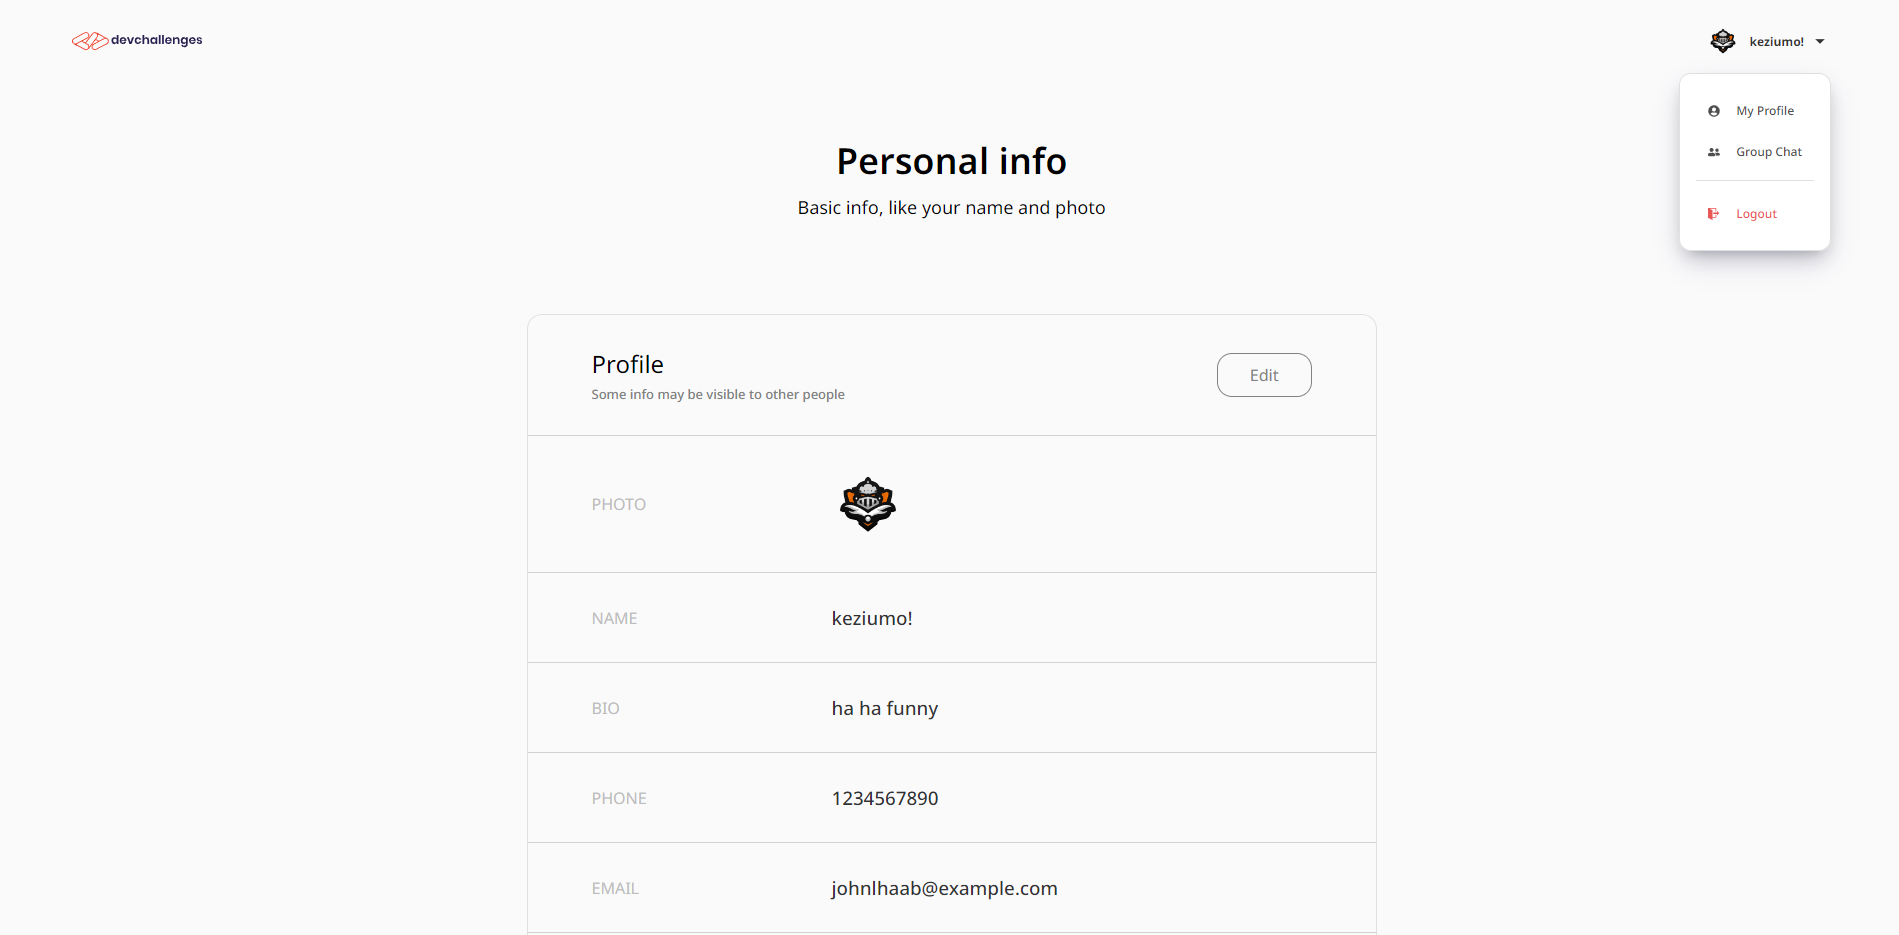 devchallenges
keziumo!
My Profile
Group Chat
Logout
Personal info
Basic info, like your name and photo
Profile
Some info may be visible to other people
Edit
PHOTO
NAME keziumo!
BIO ha ha funny
PHONE 1234567890
EMAIL johnlhaab@example.com